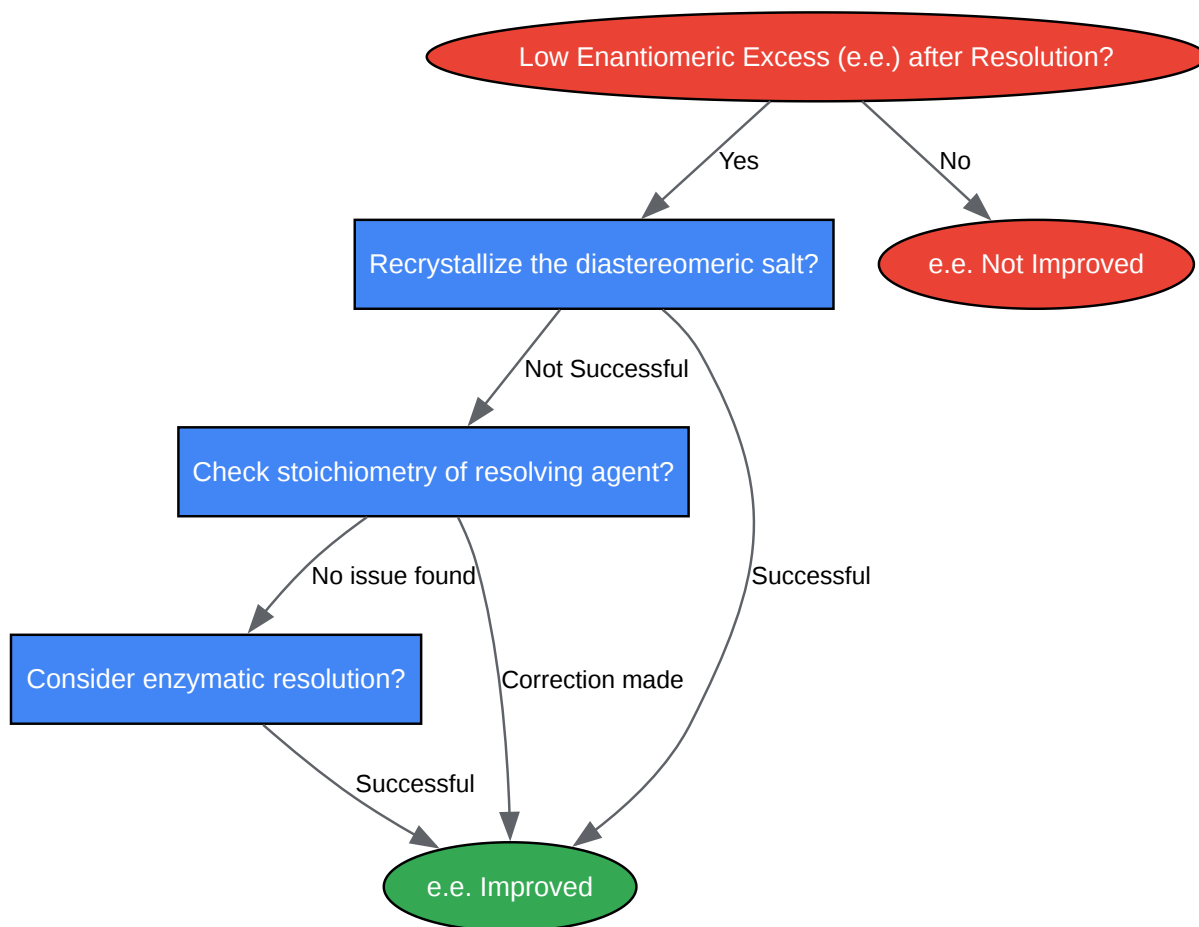 Low Enantiomeric Excess (e.e.) after Resolution?
Yes
No
Recrystallize the diastereomeric salt?
e.e. Not Improved
Not Successful
Check stoichiometry of resolving agent?
No issue found
Successful
Consider enzymatic resolution?
Correction made
Successful
e.e. Improved